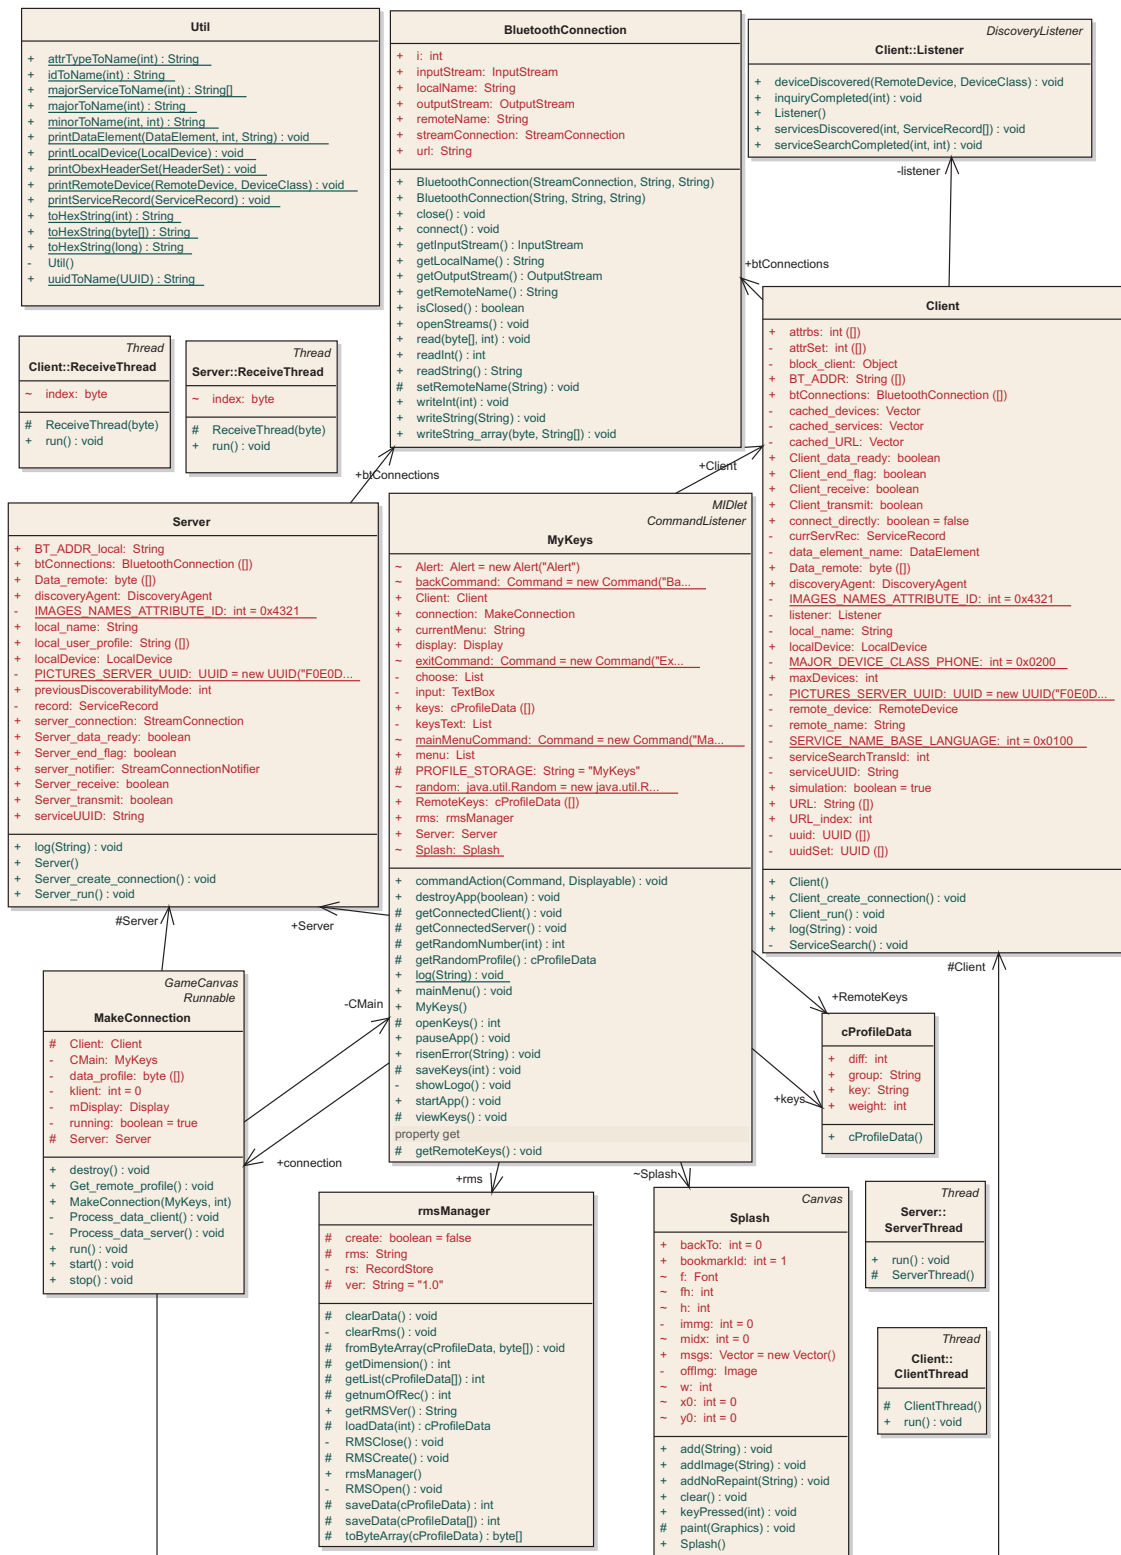 Util
+ attrTypeToName(int) : String
+ idToName(int) : String
+ majorServiceToName(int) : String[]
+ majorToName(int) : String
+ minorToName(int, int) : String
+ printDataElement(DataElement, int, String) : void
+ printLocalDevice(LocalDevice) : void
+ printObexHeaderSet(HeaderSet) : void
+ printRemoteDevice(RemoteDevice, DeviceClass) : void
+ printServiceRecord(ServiceRecord) : void
+ toHexString(int) : String
+ toHexString(byte[]) : String
+ toHexString(long) : String
- Util()
+ uuidToName(UUID) : String
BluetoothConnection
+ i: int
+ inputStream: InputStream
+ localName: String
+ outputStream: OutputStream
+ remoteName: String
+ streamConnection: StreamConnection
+ url: String
+ BluetoothConnection(StreamConnection, String, String)
+ BluetoothConnection(String, String, String)
+ close() : void
+ connect() : void
+ getInputStream() : InputStream
+ getLocalName() : String
+ getOutputStream() : OutputStream
+ getRemoteName() : String
+ isClosed() : boolean
+ openStreams() : void
+ read(byte[], int) : void
+ readInt() : int
+ readString() : String
# setRemoteName(String) : void
+ writeInt(int) : void
+ writeString(String) : void
+ writeString_array(byte, String[]) : void
DiscoveryListener
Client::Listener
+ deviceDiscovered(RemoteDevice, DeviceClass) : void
+ inquiryCompleted(int) : void
+ Listener()
+ servicesDiscovered(int, ServiceRecord[]) : void
+ serviceSearchCompleted(int, int) : void
-listener
+btConnections
Thread
Client::ReceiveThread
~ index: byte
# ReceiveThread(byte)
+ run() : void
Thread
Server::ReceiveThread
~ index: byte
# ReceiveThread(byte)
+ run() : void
Client
+ attrbs: int ([])
- attrSet: int ([])
- block_client: Object
+ BT_ADDR: String ([])
+ btConnections: BluetoothConnection ([])
- cached_devices: Vector
- cached_services: Vector
- cached_URL: Vector
+ Client_data_ready: boolean
+ Client_end_flag: boolean
+ Client_receive: boolean
+ Client_transmit: boolean
+ connect_directly: boolean = false
- currServRec: ServiceRecord
- data_element_name: DataElement
+ Data_remote: byte ([])
+ discoveryAgent: DiscoveryAgent
- IMAGES_NAMES_ATTRIBUTE_ID: int = 0x4321
- listener: Listener
- local_name: String
+ localDevice: LocalDevice
- MAJOR_DEVICE_CLASS_PHONE: int = 0x0200
+ maxDevices: int
- PICTURES_SERVER_UUID: UUID = new UUID("F0E0D...
- remote_device: RemoteDevice
- remote_name: String
- SERVICE_NAME_BASE_LANGUAGE: int = 0x0100
- serviceSearchTransId: int
- serviceUUID: String
+ simulation: boolean = true
+ URL: String ([])
+ URL_index: int
- uuid: UUID ([])
- uuidSet: UUID ([])
+ Client()
+ Client_create_connection() : void
+ Client_run() : void
+ log(String) : void
- ServiceSearch() : void
+btConnections
+Client
Server
+ BT_ADDR_local: String
+ btConnections: BluetoothConnection ([])
+ Data_remote: byte ([])
+ discoveryAgent: DiscoveryAgent
- IMAGES_NAMES_ATTRIBUTE_ID: int = 0x4321
+ local_name: String
+ local_user_profile: String ([])
+ localDevice: LocalDevice
- PICTURES_SERVER_UUID: UUID = new UUID("F0E0D...
+ previousDiscoverabilityMode: int
- record: ServiceRecord
+ server_connection: StreamConnection
+ Server_data_ready: boolean
+ Server_end_flag: boolean
+ server_notifier: StreamConnectionNotifier
+ Server_receive: boolean
+ Server_transmit: boolean
+ serviceUUID: String
+ log(String) : void
+ Server()
+ Server_create_connection() : void
+ Server_run() : void
MIDlet
CommandListener
MyKeys
~ Alert: Alert = new Alert("Alert")
~ backCommand: Command = new Command("Ba...
+ Client: Client
+ connection: MakeConnection
+ currentMenu: String
+ display: Display
~ exitCommand: Command = new Command("Ex...
- choose: List
- input: TextBox
+ keys: cProfileData ([])
- keysText: List
~ mainMenuCommand: Command = new Command("Ma...
+ menu: List
# PROFILE_STORAGE: String = "MyKeys"
~ random: java.util.Random = new java.util.R...
+ RemoteKeys: cProfileData ([])
+ rms: rmsManager
+ Server: Server
~ Splash: Splash
+ commandAction(Command, Displayable) : void
+ destroyApp(boolean) : void
# getConnectedClient() : void
# getConnectedServer() : void
# getRandomNumber(int) : int
# getRandomProfile() : cProfileData
+ log(String) : void
+ mainMenu() : void
+ MyKeys()
# openKeys() : int
+ pauseApp() : void
+ risenError(String) : void
# saveKeys(int) : void
- showLogo() : void
+ startApp() : void
# viewKeys() : void
property get
# getRemoteKeys() : void
#Server
+Server
#Client
-CMain
+RemoteKeys
+keys
+connection
+rms
~Splash
GameCanvas
Runnable
MakeConnection
# Client: Client
- CMain: MyKeys
- data_profile: byte ([])
- klient: int = 0
- mDisplay: Display
- running: boolean = true
# Server: Server
+ destroy() : void
+ Get_remote_profile() : void
+ MakeConnection(MyKeys, int)
- Process_data_client() : void
- Process_data_server() : void
+ run() : void
+ start() : void
+ stop() : void
cProfileData
+ diff: int
+ group: String
+ key: String
+ weight: int
+ cProfileData()
rmsManager
# create: boolean = false
# rms: String
- rs: RecordStore
# ver: String = "1.0"
# clearData() : void
- clearRms() : void
# fromByteArray(cProfileData, byte[]) : void
# getDimension() : int
# getList(cProfileData[]) : int
# getnumOfRec() : int
+ getRMSVer() : String
# loadData(int) : cProfileData
- RMSClose() : void
# RMSCreate() : void
+ rmsManager()
- RMSOpen() : void
# saveData(cProfileData) : int
# saveData(cProfileData[]) : int
# toByteArray(cProfileData) : byte[]
Canvas
Splash
+ backTo: int = 0
+ bookmarkId: int = 1
~ f: Font
~ fh: int
~ h: int
- immg: int = 0
~ midx: int = 0
+ msgs: Vector = new Vector()
- offImg: Image
~ w: int
~ x0: int = 0
~ y0: int = 0
+ add(String) : void
+ addImage(String) : void
+ addNoRepaint(String) : void
+ clear() : void
+ keyPressed(int) : void
# paint(Graphics) : void
+ Splash()
Thread
Server::
ServerThread
+ run() : void
# ServerThread()
Thread
Client::
ClientThread
# ClientThread()
+ run() : void